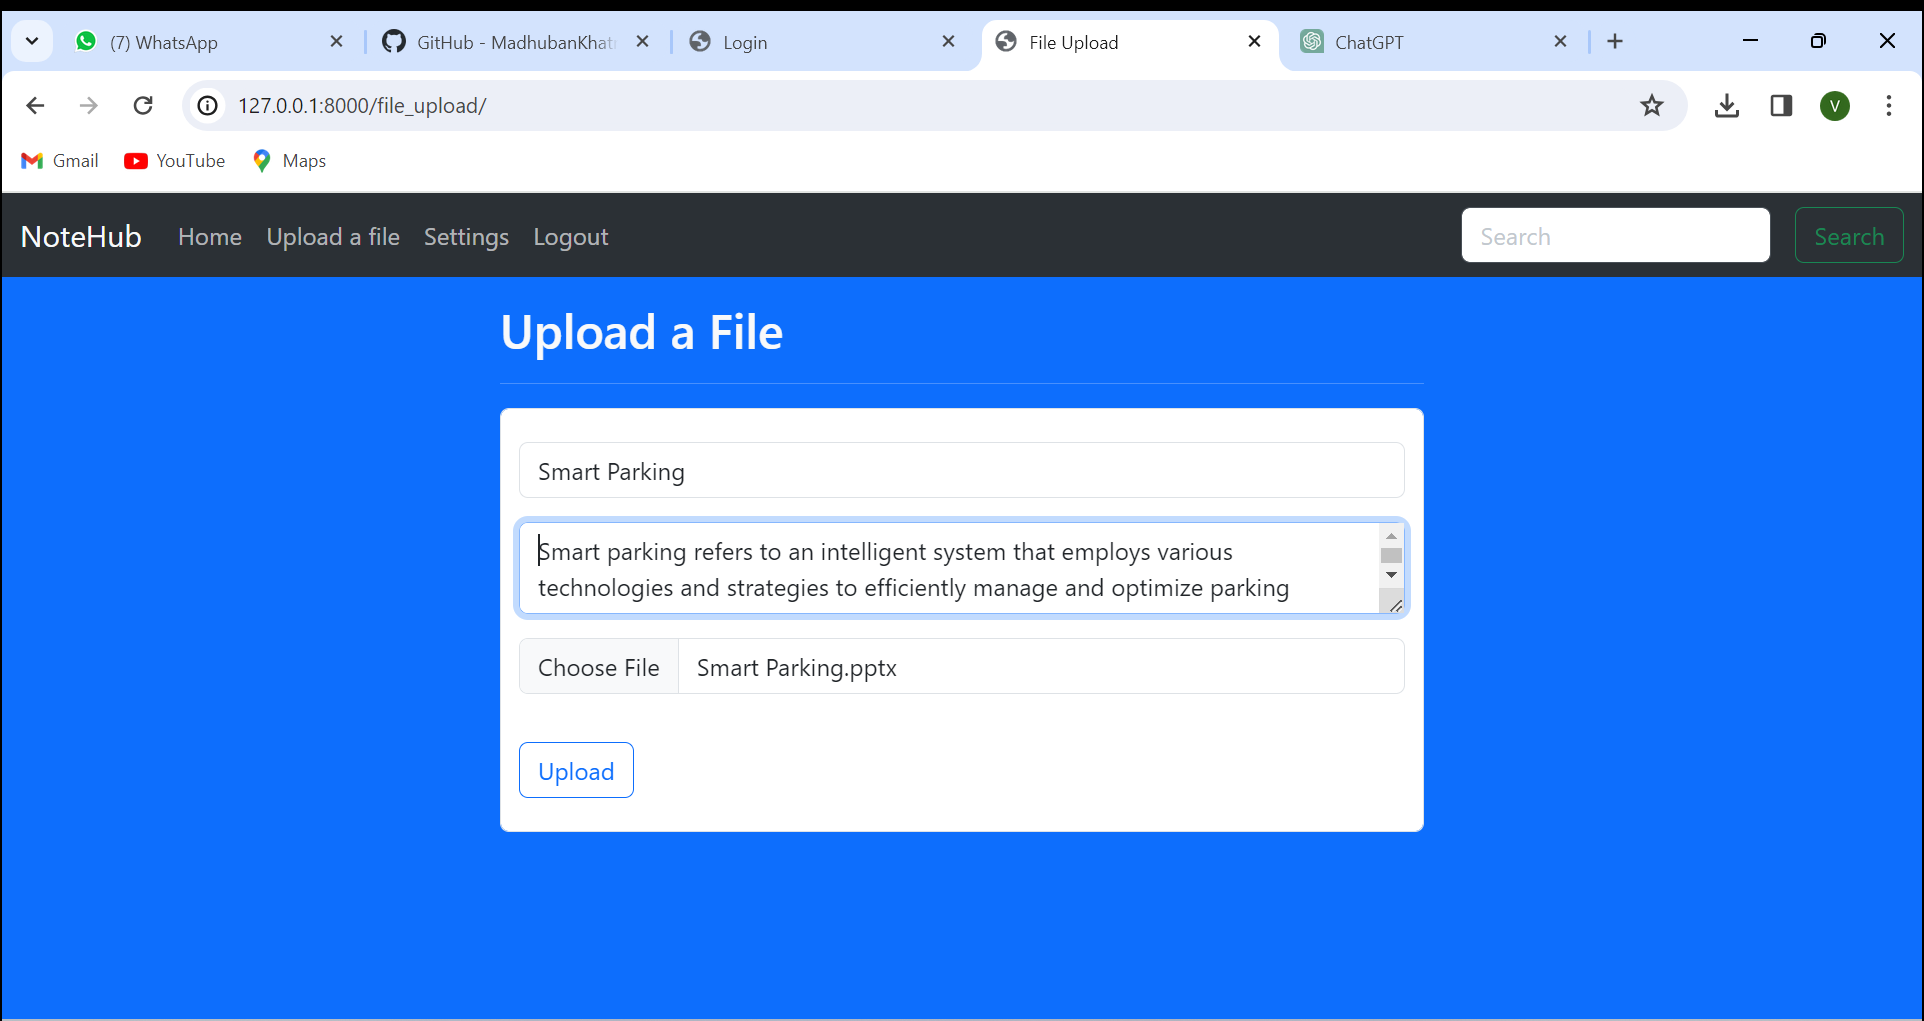 (7) WhatsApp
GitHub - MadhubanKhat
Login
File Upload
ChatGPT
127.0.0.1:8000/file_upload/
V
Gmail
YouTube
Maps
NoteHub Home Upload a file Settings Logout
Search
Search
Upload a File
Smart Parking
Smart parking refers to an intelligent system that employs various
technologies and strategies to efficiently manage and optimize parking
Choose File Smart Parking.pptx
Upload